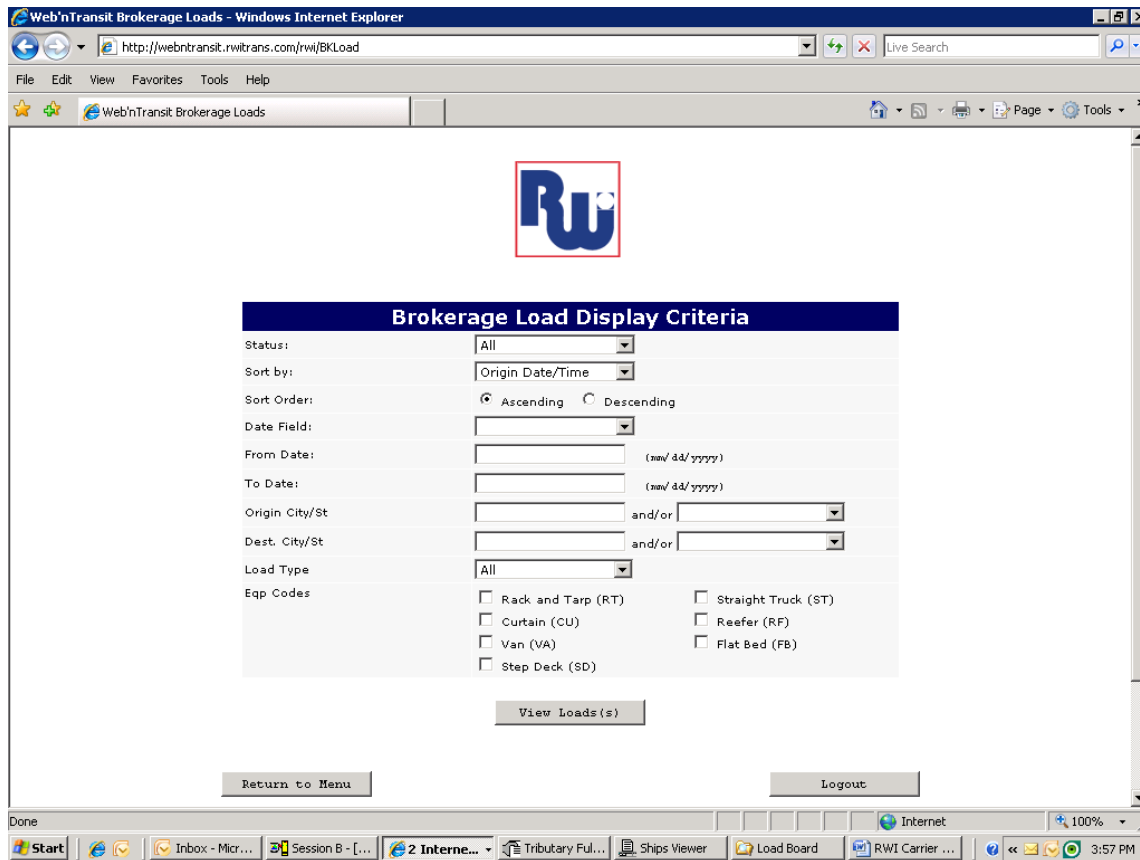 Web'nTransit Brokerage Loads - Windows Internet Explorer
http://webntransit.rwitrans.com/rwi/BKLoad
Live Search
File Edit View Favorites Tools Help
Web'nTransit Brokerage Loads
Page Tools
RWi
Brokerage Load Display Criteria
Status: All
Sort by: Origin Date/Time
Sort Order: Ascending Descending
Date Field:
From Date: (mm/dd/yyyy)
To Date: (mm/dd/yyyy)
Origin City/St and/or
Dest. City/St and/or
Load Type All
Eqp Codes Rack and Tarp (RT) Straight Truck (ST)
Curtain (CU) Reefer (RF)
Van (VA) Flat Bed (FB)
Step Deck (SD)
View Loads(s)
Return to Menu Logout
Done Internet 100%
Start Inbox - Micr... Session B - [... 2 Interne... Tributary Ful... Ships Viewer Load Board RWI Carrier ... 3:57 PM